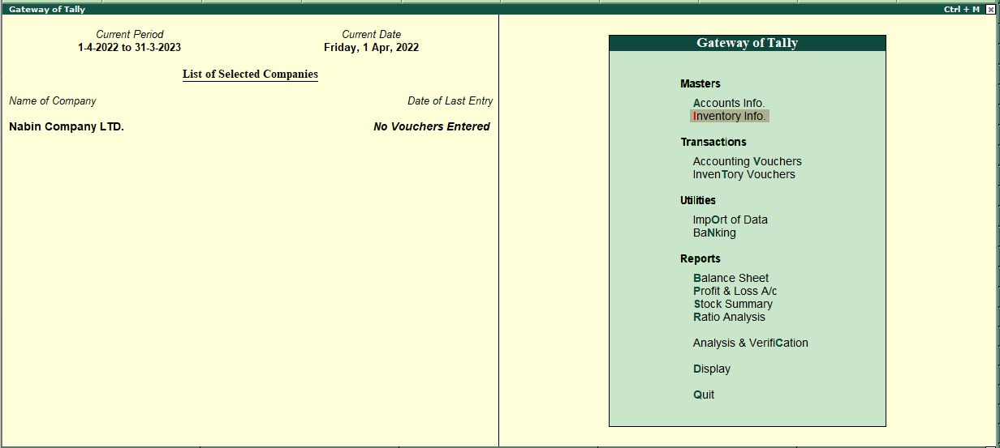 Gateway of Tally Ctrl + M
Current Period Current Date
1-4-2022 to 31-3-2023 Friday, 1 Apr, 2022
List of Selected Companies
Name of Company Date of Last Entry
Nabin Company LTD. No Vouchers Entered
Gateway of Tally
Masters
Accounts Info.
Inventory Info.
Transactions
Accounting Vouchers
InvenTory Vouchers
Utilities
ImpOrt of Data
BaNking
Reports
Balance Sheet
Profit & Loss A/c
Stock Summary
Ratio Analysis
Analysis & VerifiCation
Display
Quit